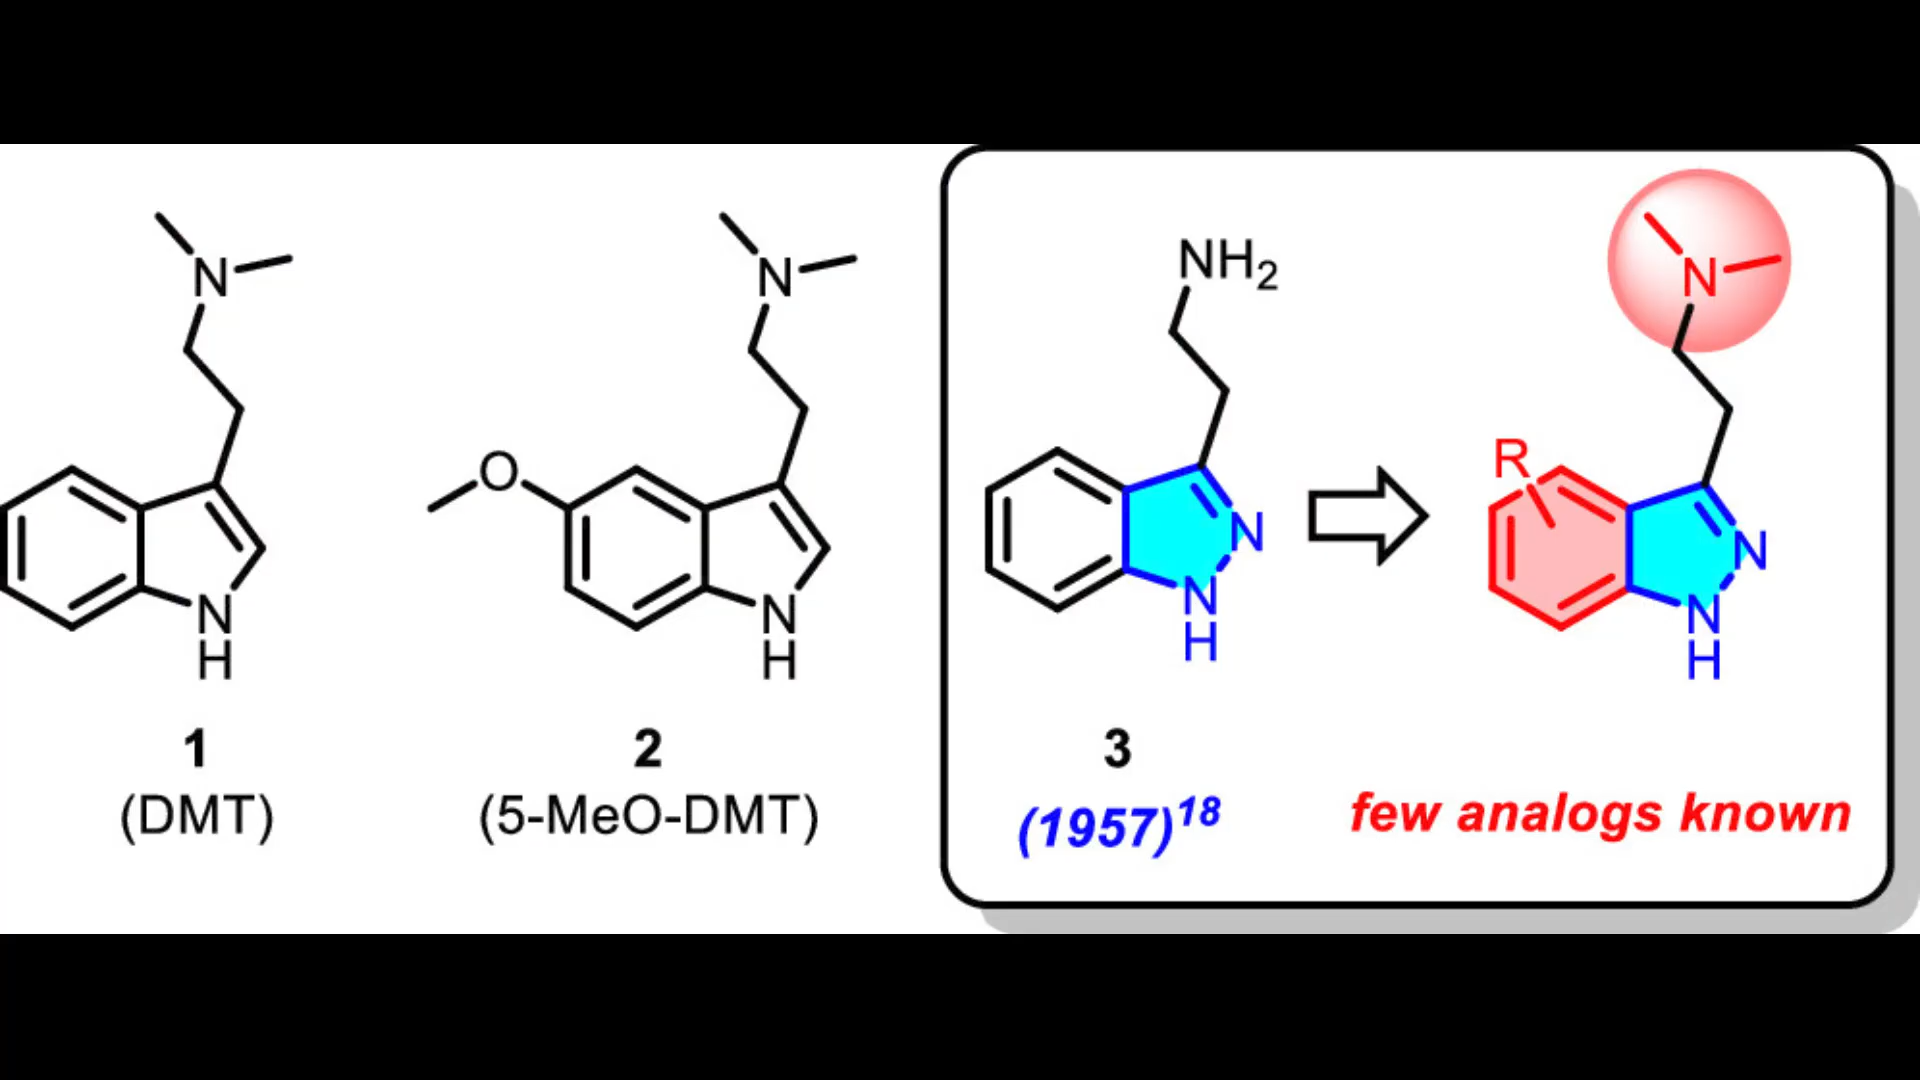 N
N
H
1
(DMT)
N
O
N
H
2
(5-MeO-DMT)
NH₂
N
N
H
3
(1957)¹⁸
N
R
N
N
H
few analogs known